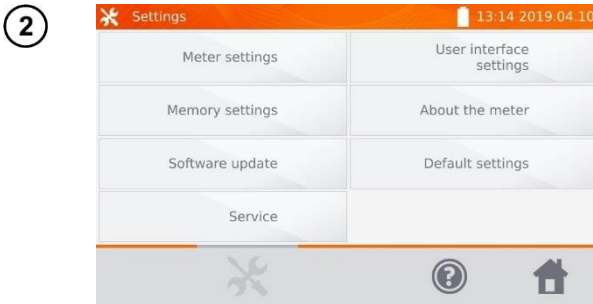 2
Settings
13:14 2019.04.10
Meter settings
User interface
settings
Memory settings
About the meter
Software update
Default settings
Service
?